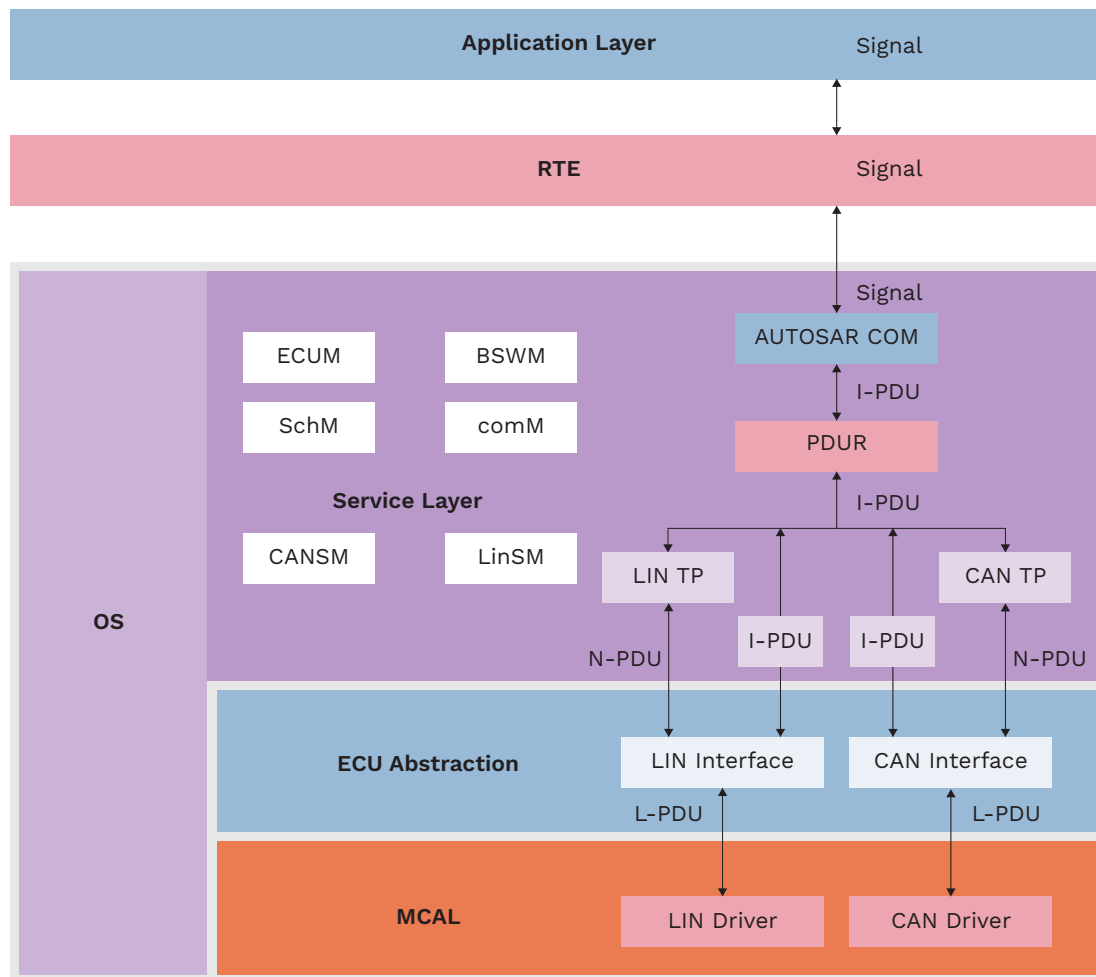 Application Layer
Signal
RTE
Signal
Signal
AUTOSAR COM
ECUM
BSWM
I-PDU
SchM
comM
PDUR
Service Layer
I-PDU
CANSM
LinSM
LIN TP
CAN TP
OS
I-PDU
I-PDU
N-PDU
N-PDU
ECU Abstraction
LIN Interface
CAN Interface
L-PDU
L-PDU
MCAL
LIN Driver
CAN Driver